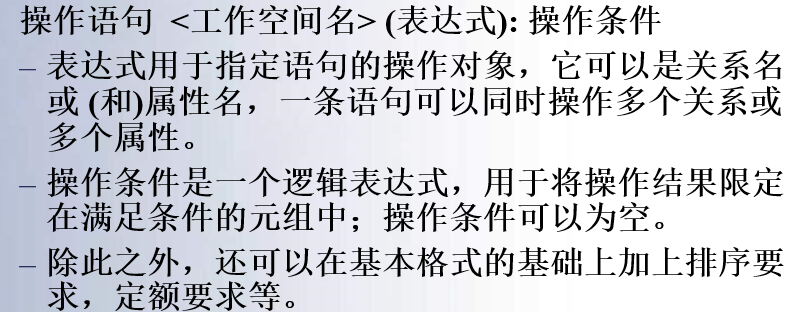 操作语句 <工作空间名> (表达式): 操作条件
– 表达式用于指定语句的操作对象，它可以是关系名
或 (和)属性名，一条语句可以同时操作多个关系或
多个属性。
– 操作条件是一个逻辑表达式，用于将操作结果限定
在满足条件的元组中；操作条件可以为空。
– 除此之外，还可以在基本格式的基础上加上排序要
求，定额要求等。